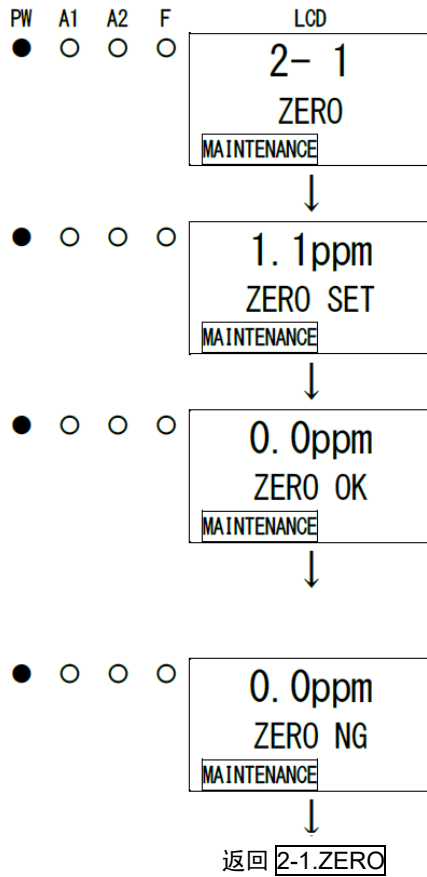 PW A1 A2 F LCD
● ○ ○ ○ 2- 1
ZERO
MAINTENANCE
↓
● ○ ○ ○ 1.1ppm
ZERO SET
MAINTENANCE
↓
● ○ ○ ○ 0.0ppm
ZERO OK
MAINTENANCE
↓
● ○ ○ ○ 0.0ppm
ZERO NG
MAINTENANCE
↓
返回 2-1.ZERO